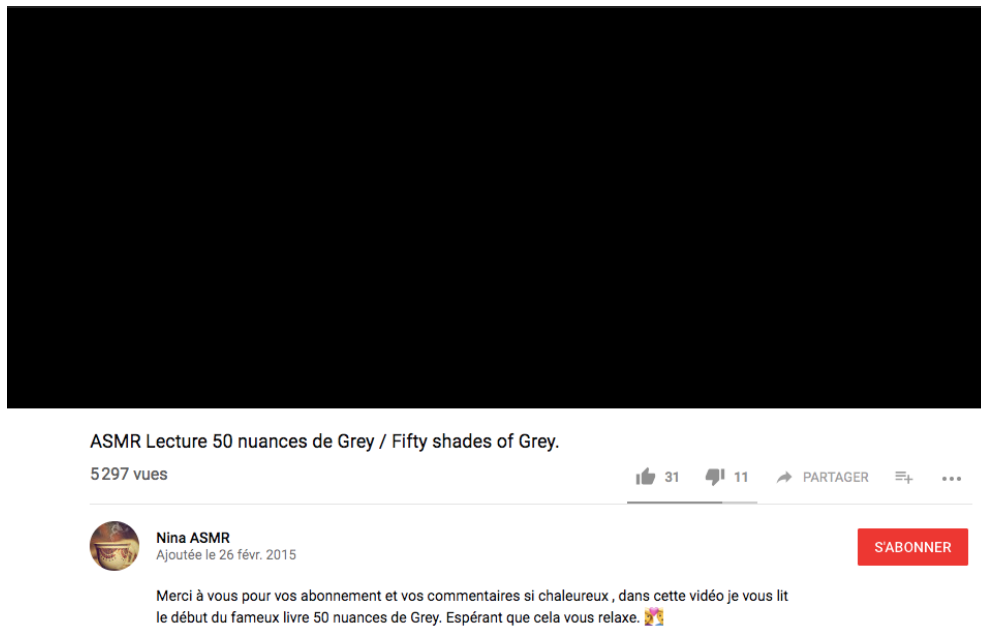 ASMR Lecture 50 nuances de Grey / Fifty shades of Grey.
5 297 vues
31 11 PARTAGER
Nina ASMR
Ajoutée le 26 févr. 2015
S'ABONNER
Merci à vous pour vos abonnement et vos commentaires si chaleureux , dans cette vidéo je vous lit
le début du fameux livre 50 nuances de Grey. Espérant que cela vous relaxe. 💏